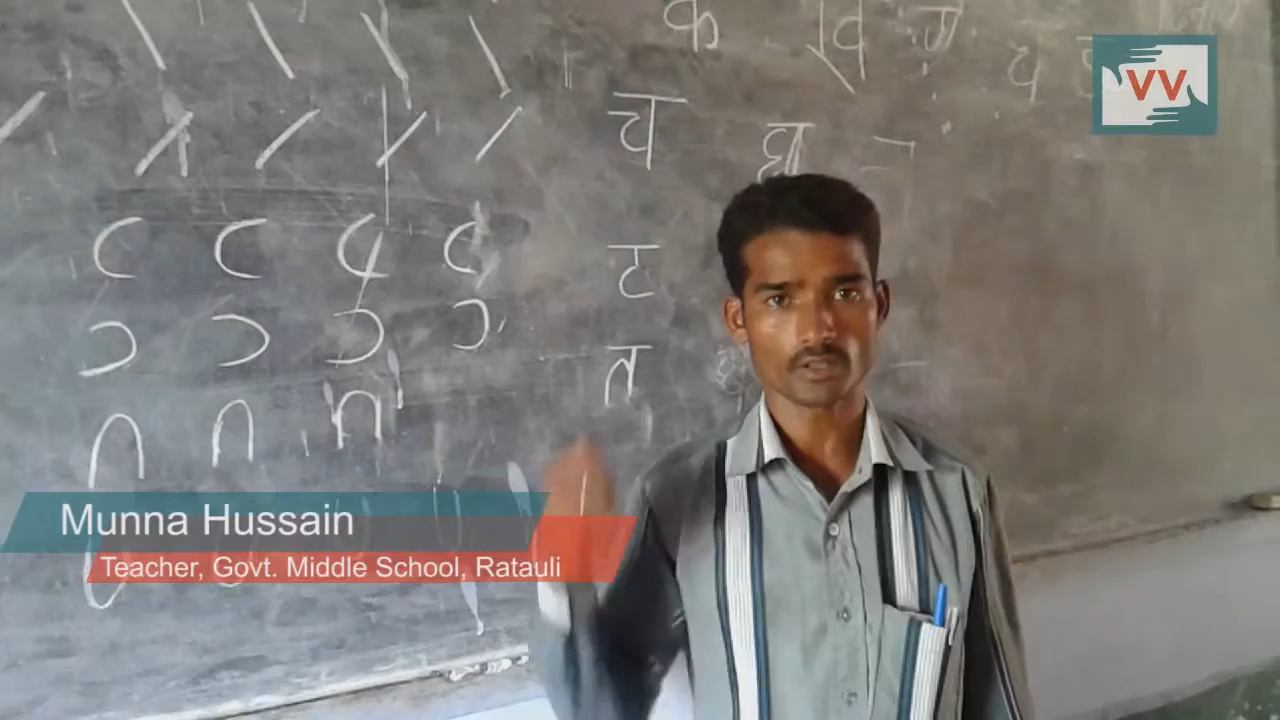 क ख ग
VV
च घ
ट
त
Munna Hussain
Teacher, Govt. Middle School, Ratauli